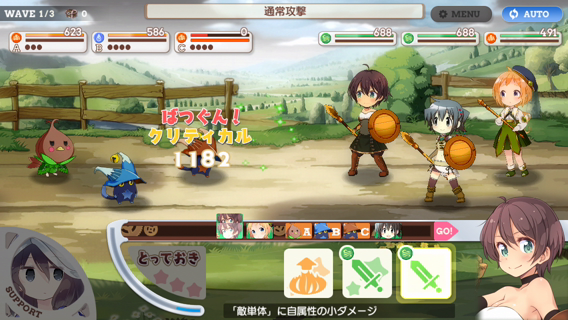 WAVE 1/3 0
通常攻撃
MENU
AUTO
623
586
0
688
688
491
A
B
C
ばつぐん!
クリティカル
1182
A B C GO!
とっておき
SUPPORT
「敵単体」に自属性の小ダメージ